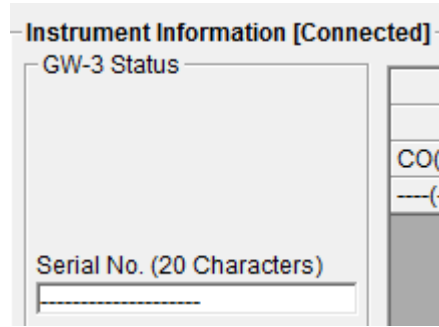 Instrument Information [Connected]
GW-3 Status
CO(
----(-
Serial No. (20 Characters)
--------------------